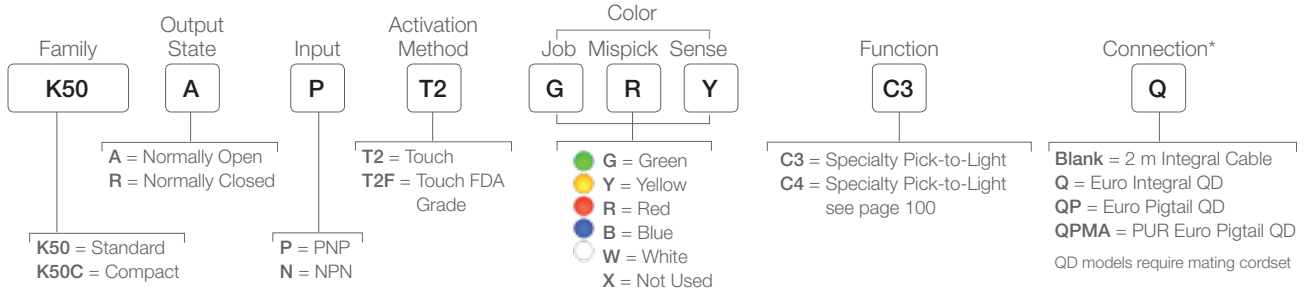 Color
Family
Output
State
Input
Activation
Method
Job Mispick Sense
Function
Connection*
K50 A P T2 G R Y C3 Q
A = Normally Open
R = Normally Closed
T2 = Touch
T2F = Touch FDA
Grade
G = Green
Y = Yellow
R = Red
B = Blue
W = White
X = Not Used
C3 = Specialty Pick-to-Light
C4 = Specialty Pick-to-Light
see page 100
Blank = 2 m Integral Cable
Q = Euro Integral QD
QP = Euro Pigtail QD
QPMA = PUR Euro Pigtail QD
QD models require mating cordset
K50 = Standard
K50C = Compact
P = PNP
N = NPN